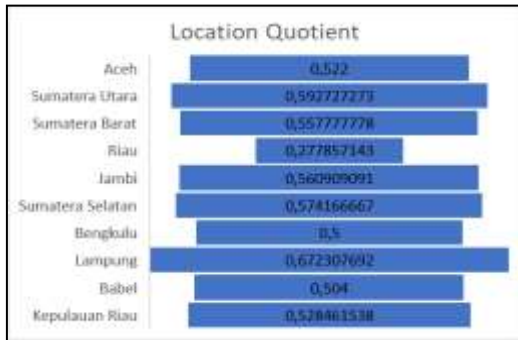 Location Quotient
Aceh 0,522
Sumatera Utara 0,592727273
Sumatera Barat 0,557777778
Riau 0,277857143
Jambi 0,560909091
Sumatera Selatan 0,574166667
Bengkulu 0,5
Lampung 0,672307692
Babel 0,504
Kepulauan Riau 0,528461538